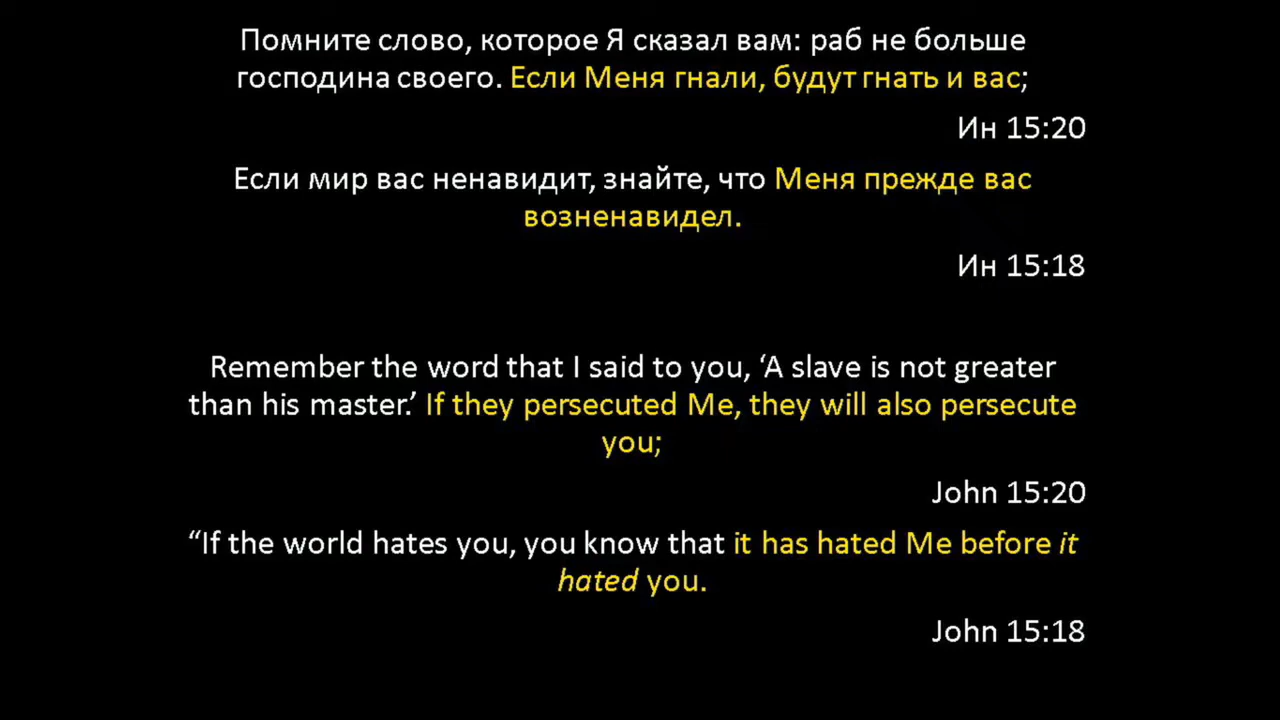 Помните слово, которое Я сказал вам: раб не больше
господина своего. Если Меня гнали, будут гнать и вас;
Ин 15:20
Если мир вас ненавидит, знайте, что Меня прежде вас
возненавидел.
Ин 15:18
Remember the word that I said to you, ‘A slave is not greater
than his master.’ If they persecuted Me, they will also persecute
you;
John 15:20
“If the world hates you, you know that it has hated Me before it
hated you.
John 15:18